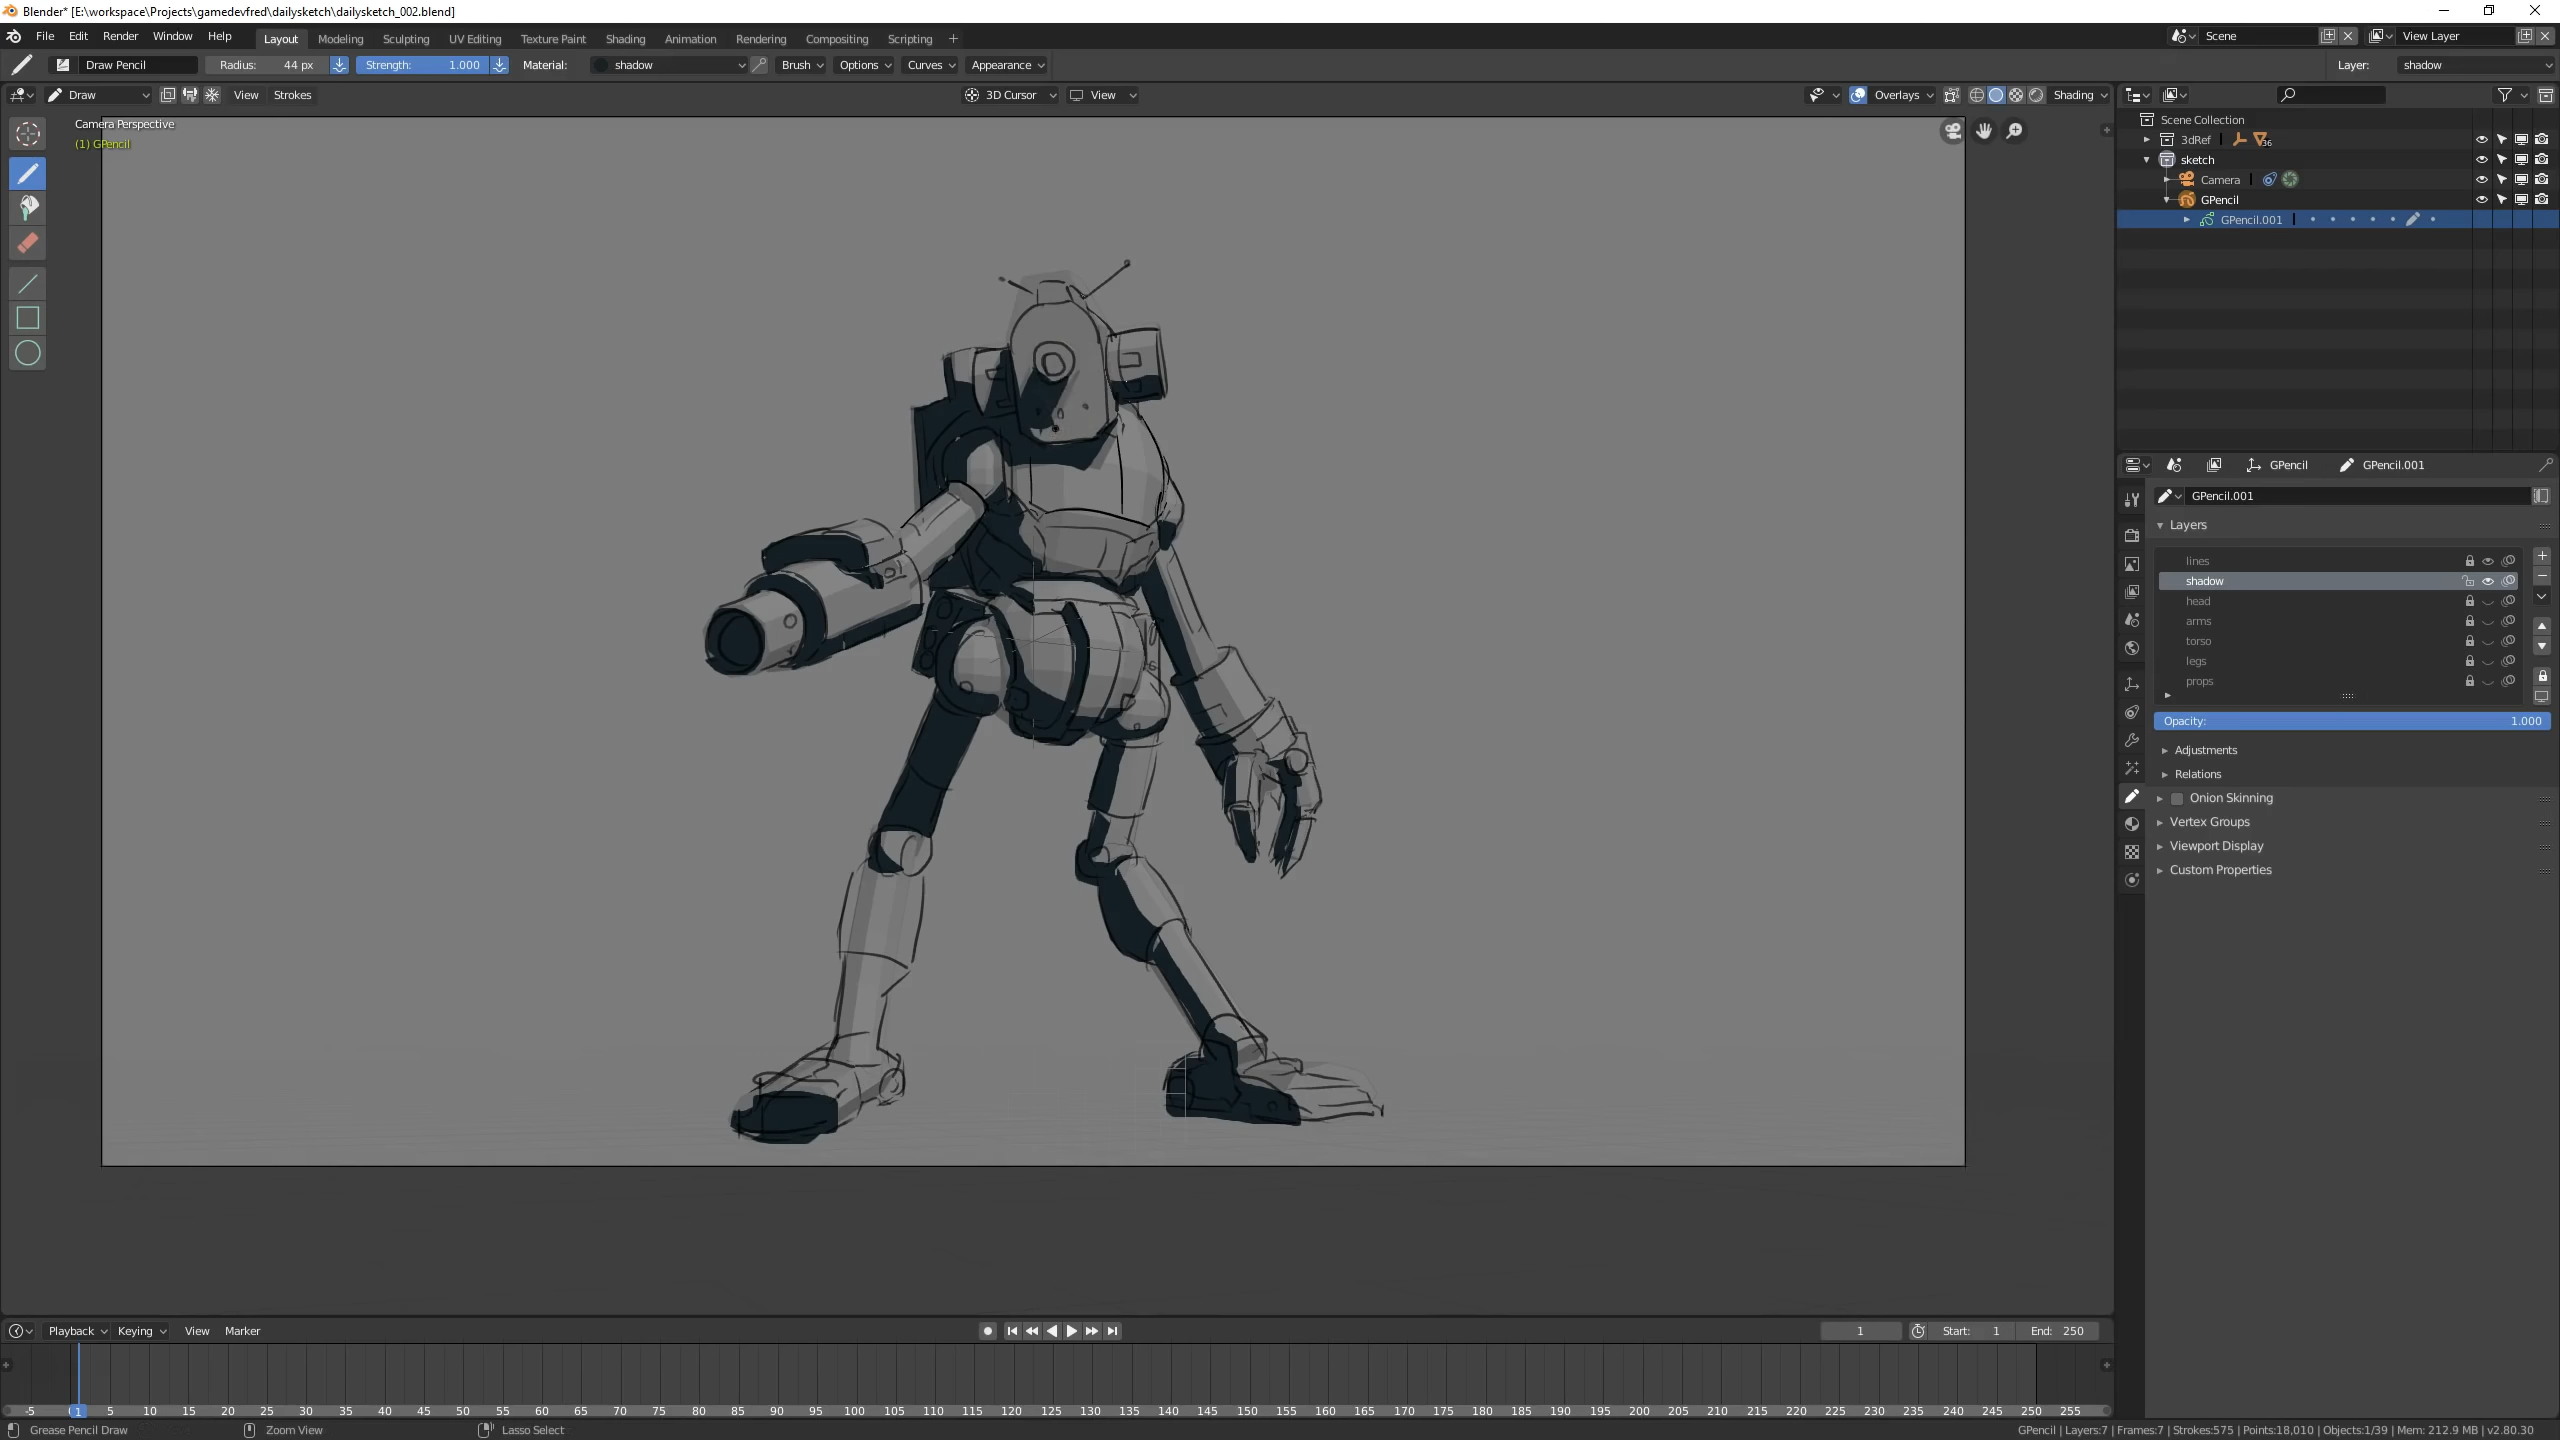 Blender* [E:\workspace\Projects\gamedevfred\dailysketch\dailysketch_002.blend]
File Edit Render Window Help Layout Modeling Sculpting UV Editing Texture Paint Shading Animation Rendering Compositing Scripting + Scene View Layer
Draw Pencil Radius: 44 px Strength: 1.000 Material: shadow Brush Options Curves Appearance Layer: shadow
Draw View Strokes 3D Cursor View Overlays Shading
Camera Perspective
(1) GPencil
Scene Collection
3dRef 36
sketch
Camera
GPencil
GPencil.001
GPencil GPencil.001
GPencil.001
Layers
lines
shadow
head
arms
torso
legs
props
Opacity: 1.000
Adjustments
Relations
Onion Skinning
Vertex Groups
Viewport Display
Custom Properties
Playback Keying View Marker 1 Start: 1 End: 250
-5 1 5 10 15 20 25 30 35 40 45 50 55 60 65 70 75 80 85 90 95 100 105 110 115 120 125 130 135 140 145 150 155 160 165 170 175 180 185 190 195 200 205 210 215 220 225 230 235 240 245 250 255
Grease Pencil Draw Zoom View Lasso Select GPencil | Layers:7 | Frames:7 | Strokes:575 | Points:18,010 | Objects:1/39 | Mem: 212.9 MB | v2.80.30